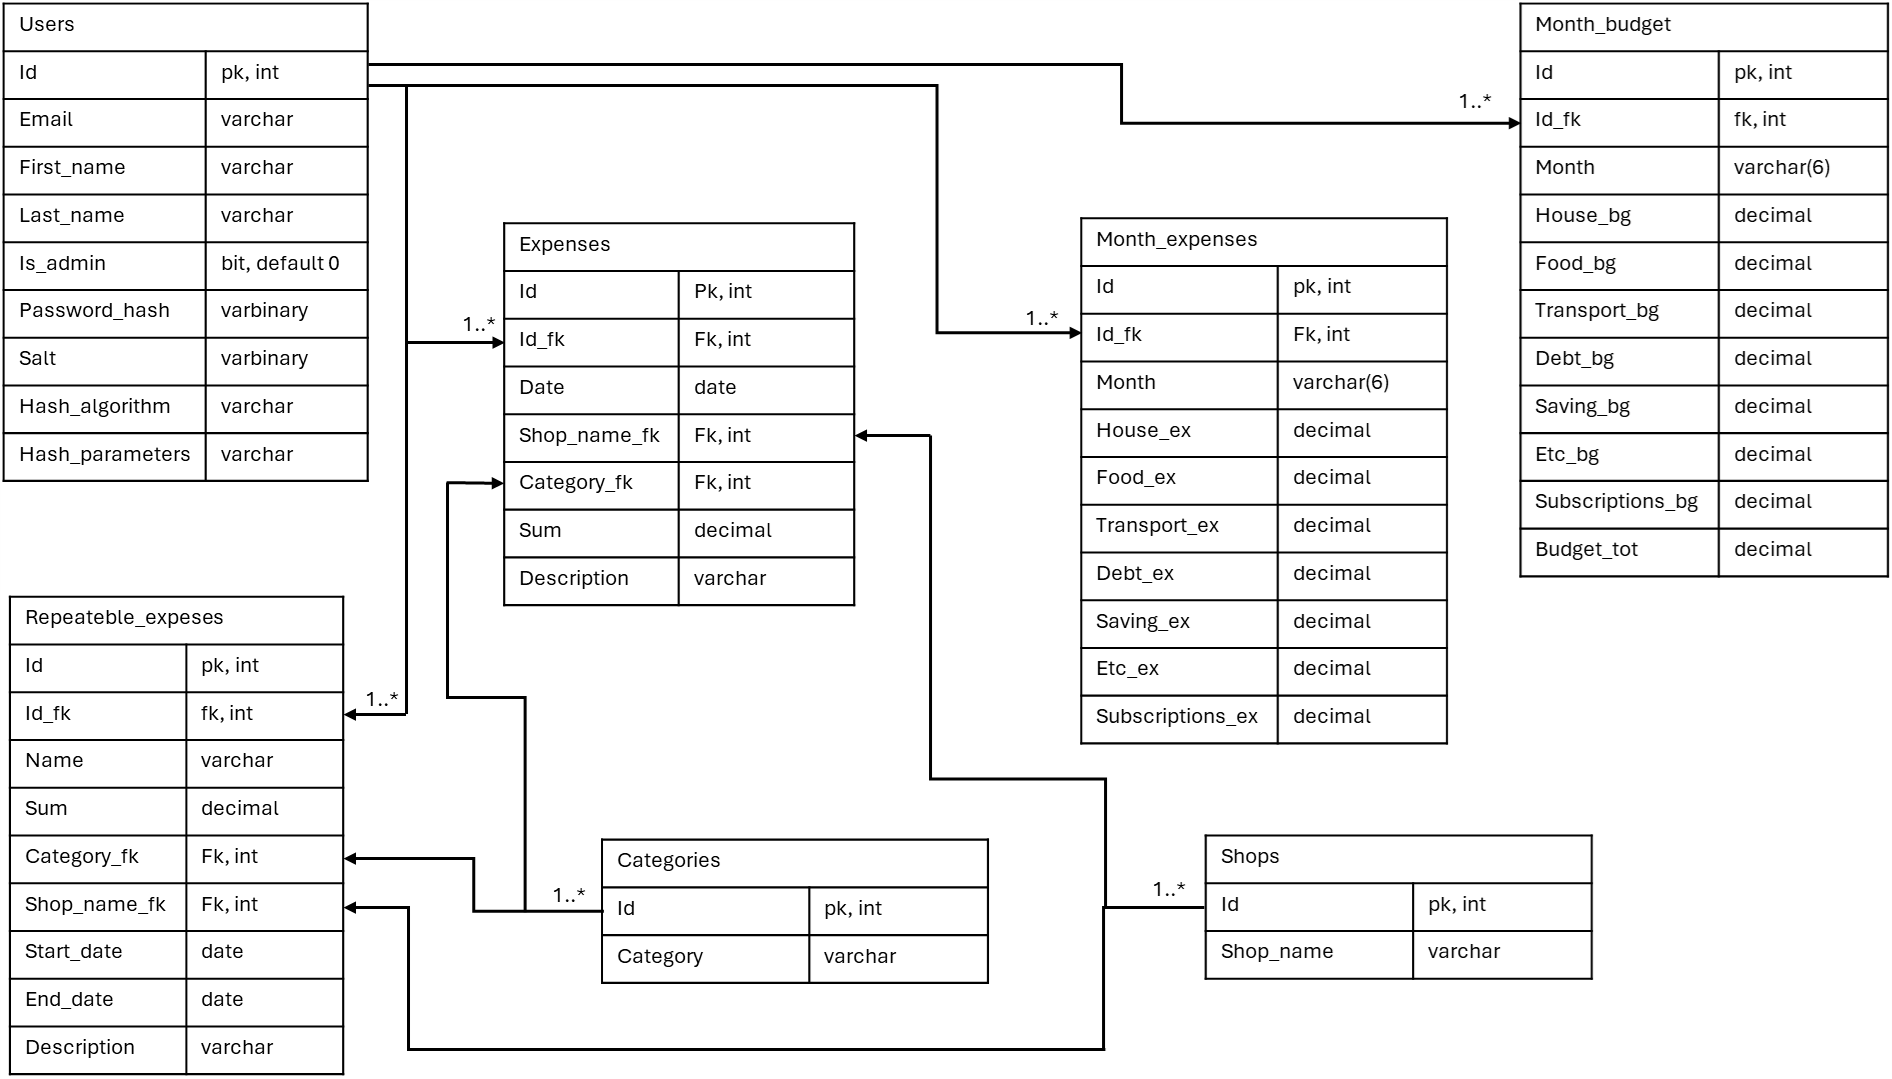 Users
Id pk, int
Email varchar
First_name varchar
Last_name varchar
Is_admin bit, default 0
Password_hash varbinary
Salt varbinary
Hash_algorithm varchar
Hash_parameters varchar
1..*
Month_budget
Id pk, int
Id_fk fk, int
Month varchar(6)
House_bg decimal
Food_bg decimal
Transport_bg decimal
Debt_bg decimal
Saving_bg decimal
Etc_bg decimal
Subscriptions_bg decimal
Budget_tot decimal
1..*
Expenses
Id Pk, int
Id_fk Fk, int
Date date
Shop_name_fk Fk, int
Category_fk Fk, int
Sum decimal
Description varchar
1..*
Month_expenses
Id pk, int
Id_fk Fk, int
Month varchar(6)
House_ex decimal
Food_ex decimal
Transport_ex decimal
Debt_ex decimal
Saving_ex decimal
Etc_ex decimal
Subscriptions_ex decimal
Repeateble_expeses
Id pk, int
Id_fk fk, int
Name varchar
Sum decimal
Category_fk Fk, int
Shop_name_fk Fk, int
Start_date date
End_date date
Description varchar
1..*
1..*
Categories
Id pk, int
Category varchar
1..*
Shops
Id pk, int
Shop_name varchar